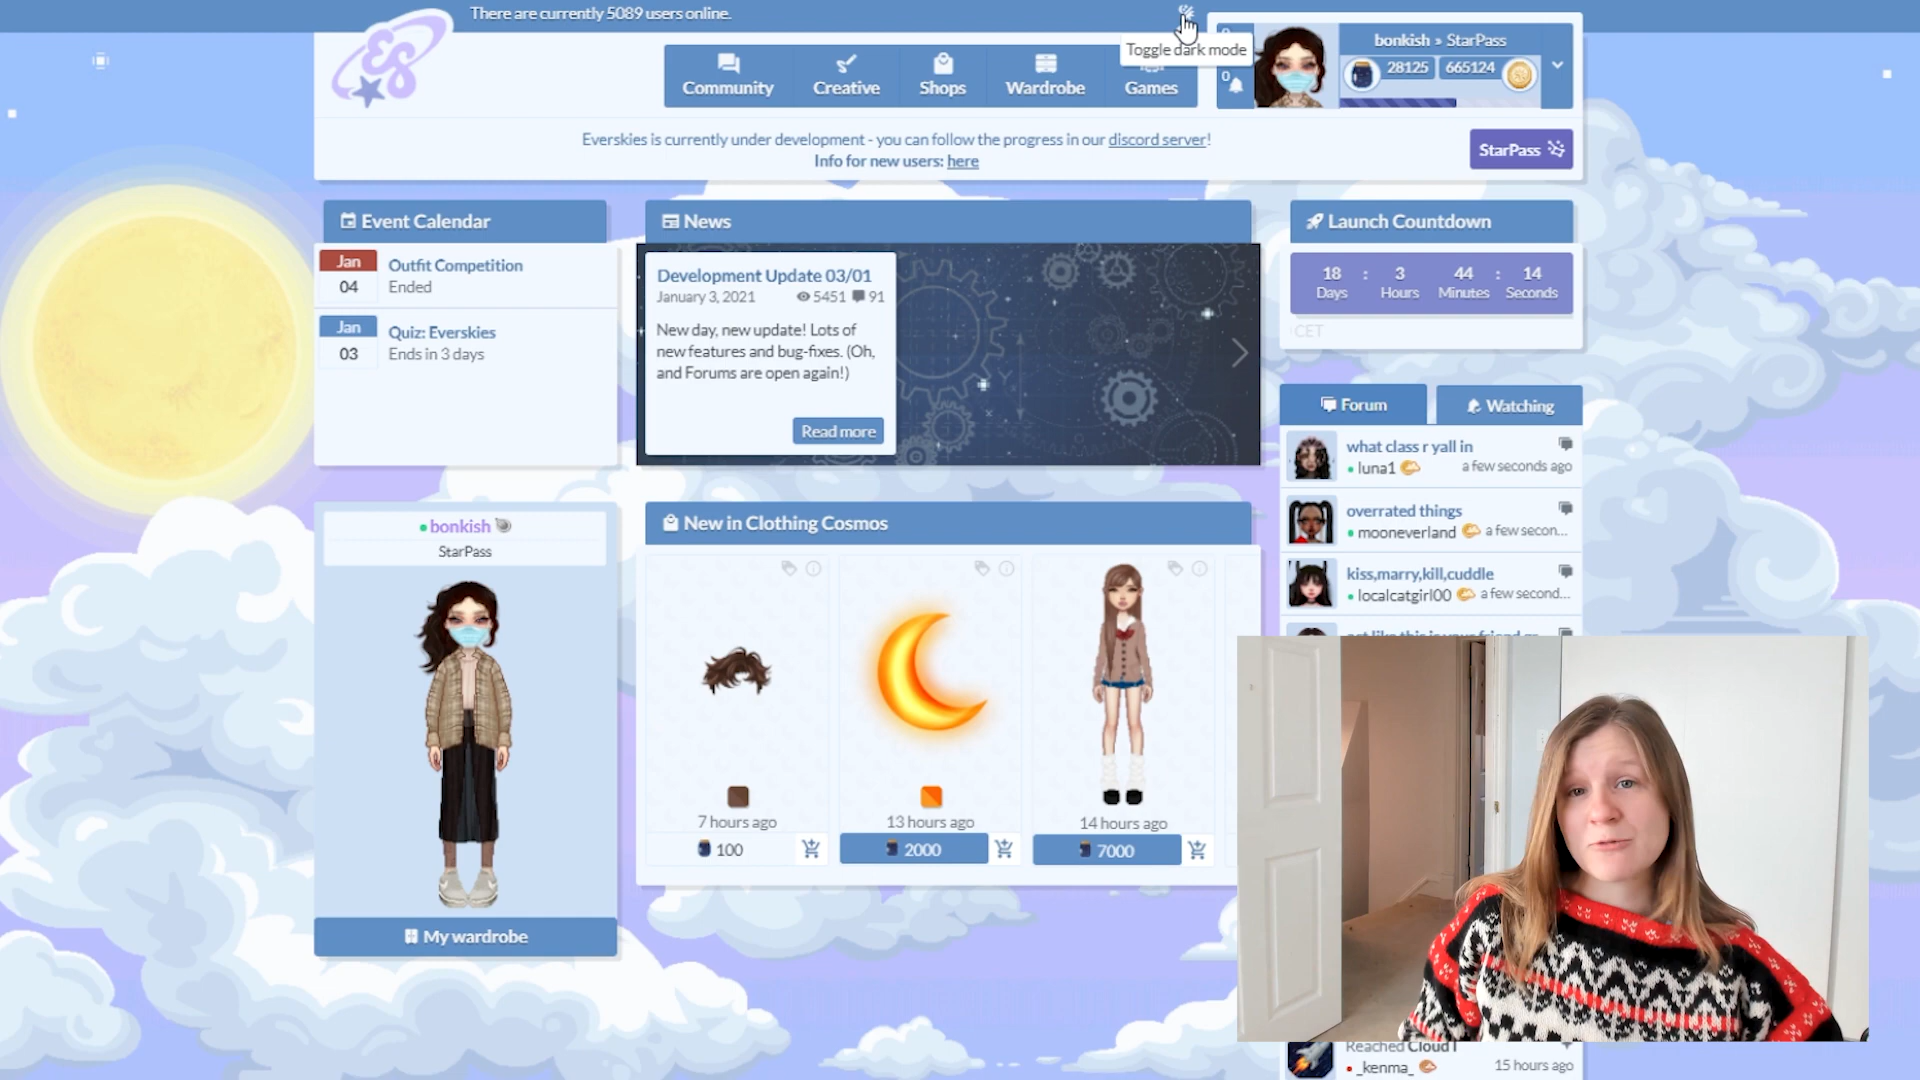 There are currently 5089 users online.
ES
Toggle dark mode
Community
Creative
Shops
Wardrobe
Games
0
bonkish » StarPass
28125
665124
Everskies is currently under development - you can follow the progress in our discord server!
Info for new users: here
StarPass
Event Calendar
Jan
04
Outfit Competition
Ended
Jan
03
Quiz: Everskies
Ends in 3 days
News
Development Update 03/01
January 3, 2021
5451
91
New day, new update! Lots of
new features and bug-fixes. (Oh,
and Forums are open again!)
Read more
Launch Countdown
18 : 3 44 : 14
Days Hours Minutes Seconds
CET
Forum
Watching
what class r yall in
luna1
a few seconds ago
overrated things
mooneverland
a few secon...
kiss,marry,kill,cuddle
localcatgirl00
a few second...
bonkish
StarPass
My wardrobe
New in Clothing Cosmos
7 hours ago
100
13 hours ago
2000
14 hours ago
7000
Reached Cloud
_kenma_
15 hours ago